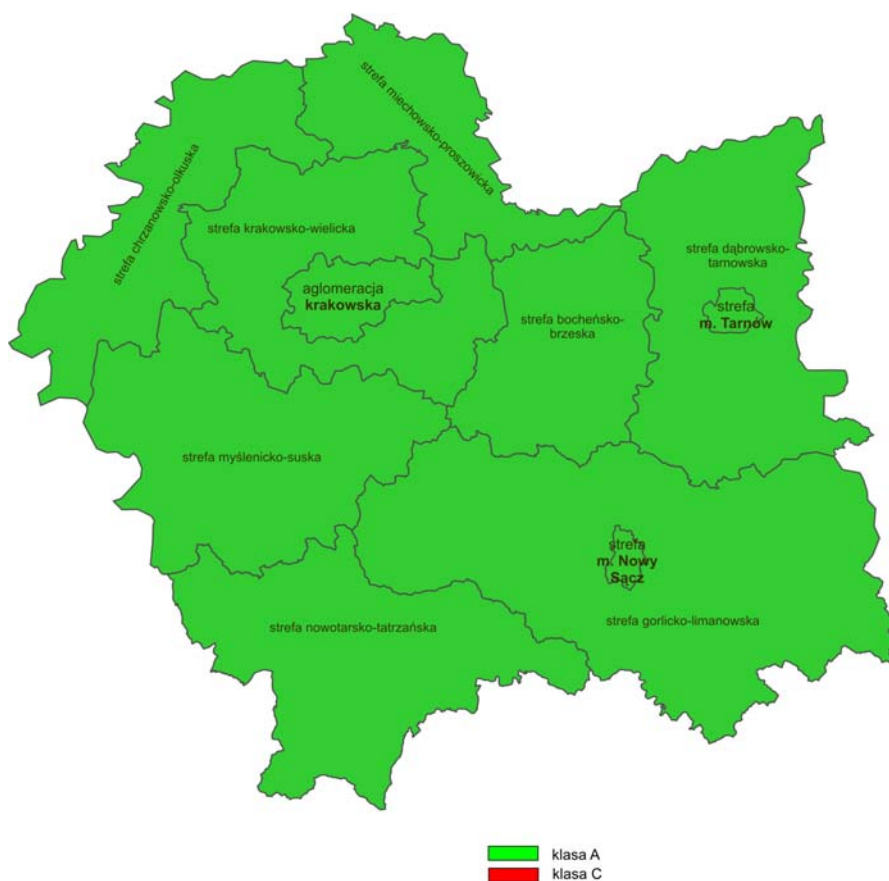 strefa miechowsko-proszowicka
strefa chrzanowsko-olkuska
strefa krakowsko-wielicka
strefa dąbrowsko-
tarnowska
aglomeracja
krakowska
strefa
m. Tarnów
strefa bocheńsko-
brzeska
strefa myślenicko-suska
strefa
m. Nowy
Sącz
strefa gorlicko-limanowska
strefa nowotarsko-tatrzańska
klasa A
klasa C